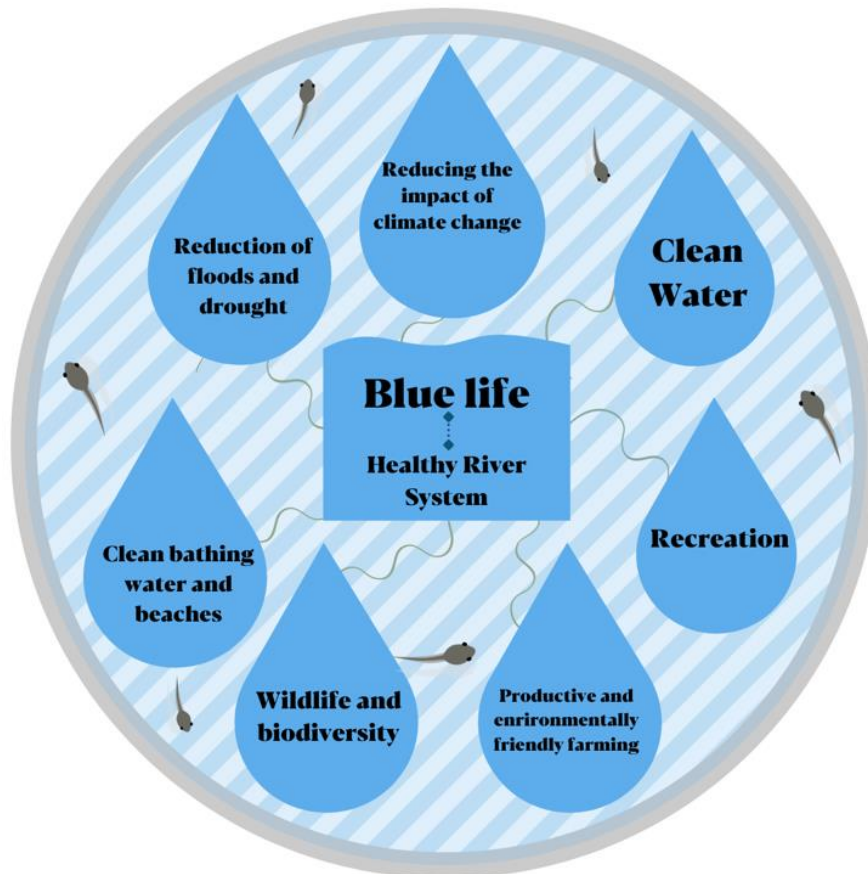 Reducing the
impact of
climate change
Reduction of
floods and
drought
Clean
Water
Blue life
Healthy River
System
Clean bathing
water and
beaches
Recreation
Wildlife and
biodiversity
Productive and
enrironmentally
friendly farming